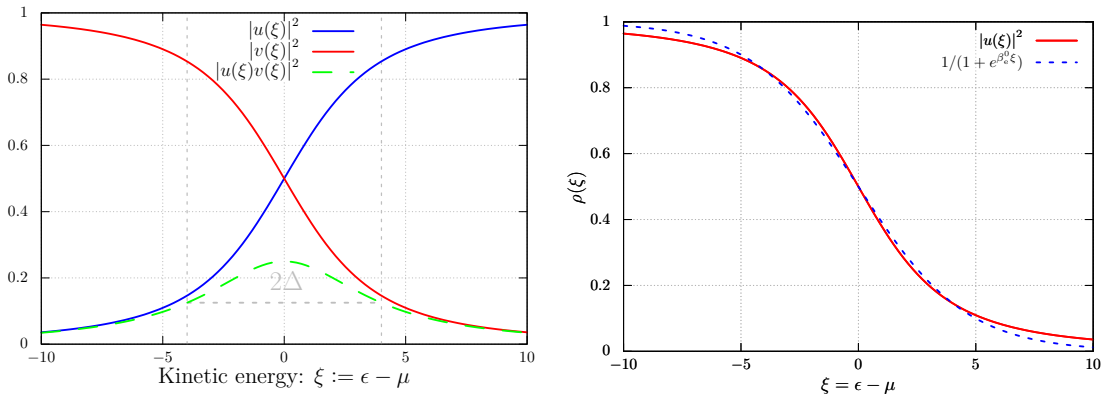 |u(ξ)|²
|v(ξ)|²
|u(ξ)v(ξ)|²
1
0.8
0.6
0.4
0.2
0
2Δ
−10
−5
0
5
10
Kinetic energy: ξ := ϵ − μ
|u(ξ)|²
1/(1 + e^{β_e^0 ξ})
ρ(ξ)
1
0.8
0.6
0.4
0.2
0
−10
−5
0
5
10
ξ = ϵ − μ